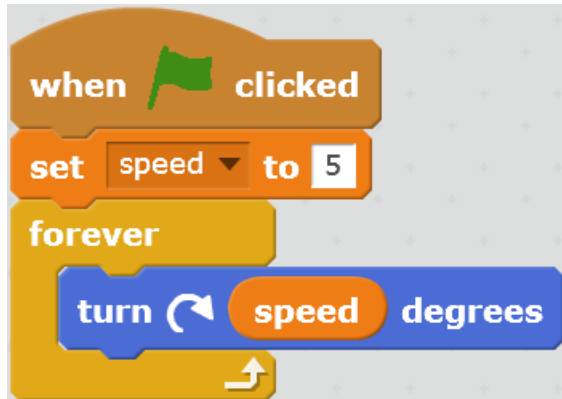 when clicked
set speed to 5
forever
turn speed degrees